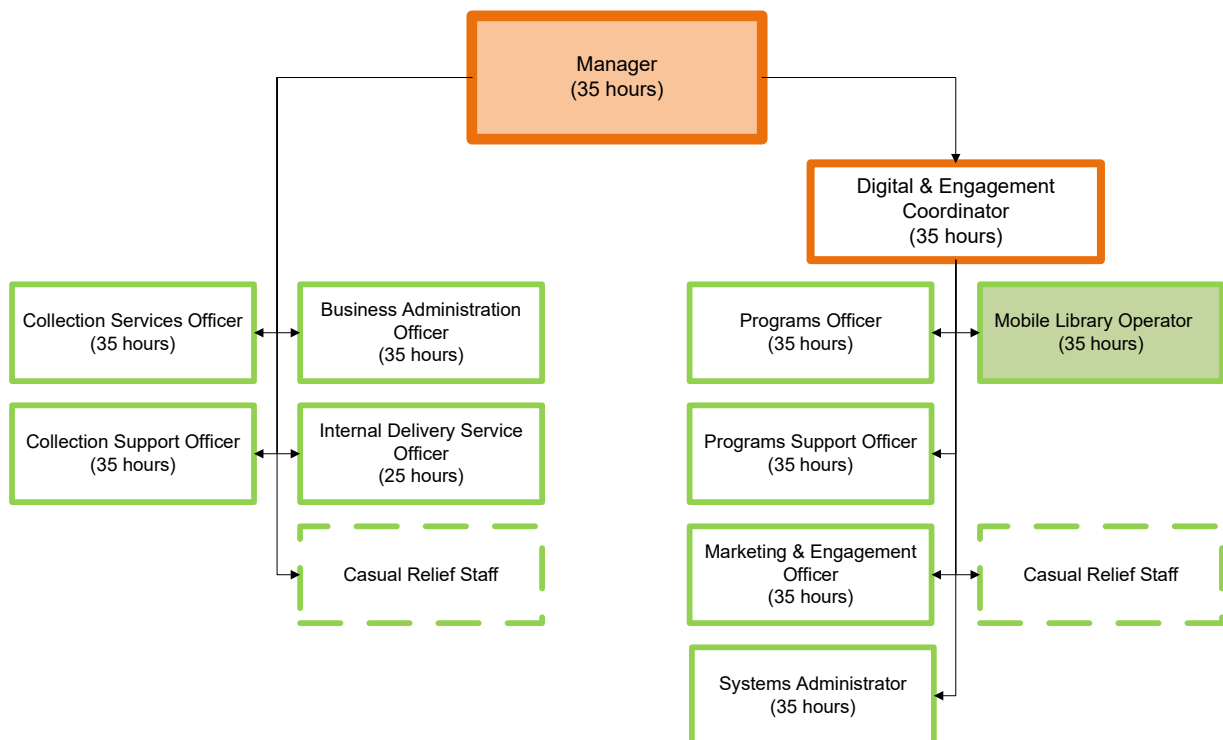 Manager
(35 hours)
Digital & Engagement
Coordinator
(35 hours)
Collection Services Officer
(35 hours)
Business Administration
Officer
(35 hours)
Programs Officer
(35 hours)
Mobile Library Operator
(35 hours)
Collection Support Officer
(35 hours)
Internal Delivery Service
Officer
(25 hours)
Programs Support Officer
(35 hours)
Casual Relief Staff
Marketing & Engagement
Officer
(35 hours)
Casual Relief Staff
Systems Administrator
(35 hours)